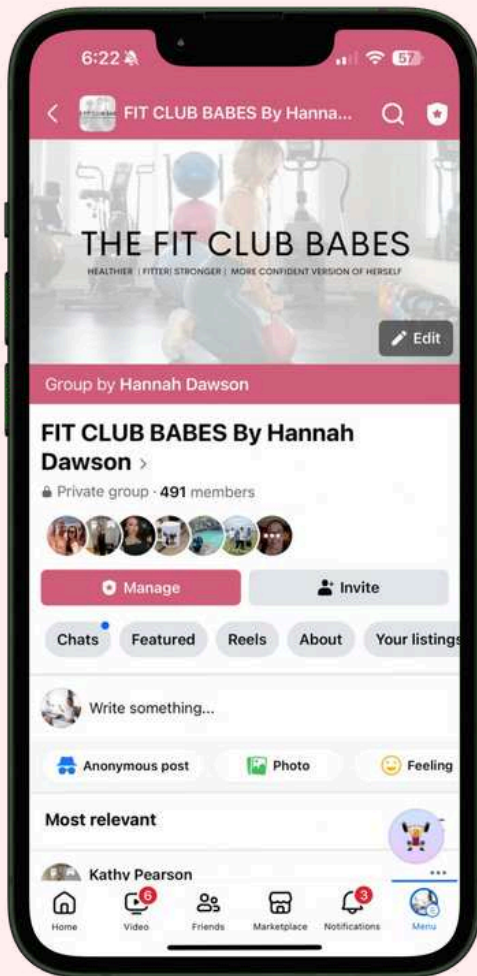 6:22
57
FIT CLUB BABES By Hanna...
THE FIT CLUB BABES
HEALTHIER | FITTER| STRONGER | MORE CONFIDENT VERSION OF HERSELF
Edit
Group by Hannah Dawson
FIT CLUB BABES By Hannah
Dawson >
Private group · 491 members
Manage
Invite
Chats Featured Reels About Your listings
Write something...
Anonymous post Photo Feeling
Most relevant
Kathy Pearson
6 3
Home Video Friends Marketplace Notifications Menu